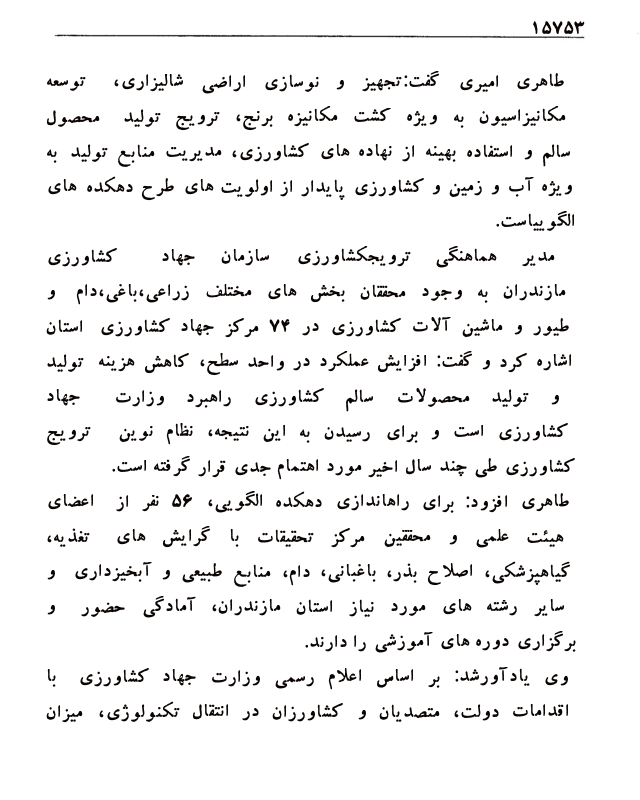 ۱۵۷۵۳
طاهری امیری گفت:تجهیز و نوسازی اراضی شالیزاری، توسعه
مکانیزاسیون به ویژه کشت مکانیزه برنج، ترویج تولید محصول
سالم و استفاده بهینه از نهاده های کشاورزی، مدیریت منابع تولید به
ویژه آب و زمین و کشاورزی پایدار از اولویت های طرح دهکده های
الگوییاست.
مدیر هماهنگی ترویجکشاورزی سازمان جهاد کشاورزی
مازندران به وجود محققان بخش های مختلف زراعی،باغی،دام و
طیور و ماشین آلات کشاورزی در ۷۴ مرکز جهاد کشاورزی استان
اشاره کرد و گفت: افزایش عملکرد در واحد سطح، کاهش هزینه تولید
و تولید محصولات سالم کشاورزی راهبرد وزارت جهاد
کشاورزی است و برای رسیدن به این نتیجه، نظام نوین ترویج
کشاورزی طی چند سال اخیر مورد اهتمام جدی قرار گرفته است.
طاهری افزود: برای راهاندازی دهکده الگویی، ۵۶ نفر از اعضای
هیئت علمی و محققین مرکز تحقیقات با گرایش های تغذیه،
گیاهپزشکی، اصلاح بذر، باغبانی، دام، منابع طبیعی و آبخیزداری و
سایر رشته های مورد نیاز استان مازندران، آمادگی حضور و
برگزاری دوره های آموزشی را دارند.
وی یادآورشد: بر اساس اعلام رسمی وزارت جهاد کشاورزی با
اقدامات دولت، متصدیان و کشاورزان در انتقال تکنولوژی، میزان